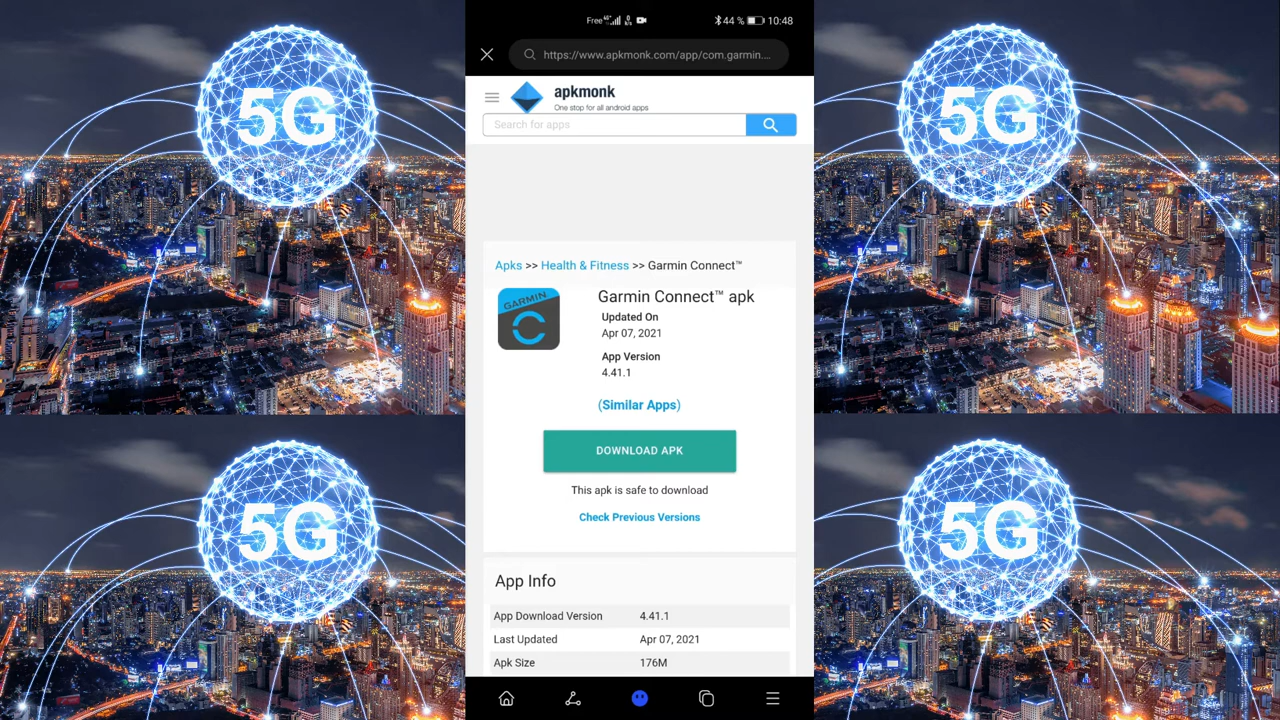 Free 4G 44 % 10:48
https://www.apkmonk.com/app/com.garmin....
apkmonk
One stop for all android apps
Search for apps
Apks >> Health & Fitness >> Garmin Connect™
GARMIN
Garmin Connect™ apk
Updated On
Apr 07, 2021
App Version
4.41.1
(Similar Apps)
DOWNLOAD APK
This apk is safe to download
Check Previous Versions
App Info
App Download Version 4.41.1
Last Updated Apr 07, 2021
Apk Size 176M
5G
5G
5G
5G